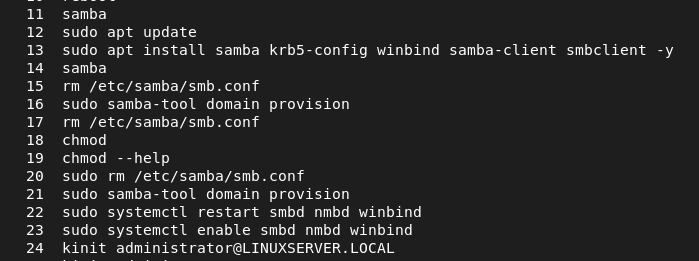 11 samba
12 sudo apt update
13 sudo apt install samba krb5-config winbind samba-client smbclient -y
14 samba
15 rm /etc/samba/smb.conf
16 sudo samba-tool domain provision
17 rm /etc/samba/smb.conf
18 chmod
19 chmod --help
20 sudo rm /etc/samba/smb.conf
21 sudo samba-tool domain provision
22 sudo systemctl restart smbd nmbd winbind
23 sudo systemctl enable smbd nmbd winbind
24 kinit administrator@LINUXSERVER.LOCAL